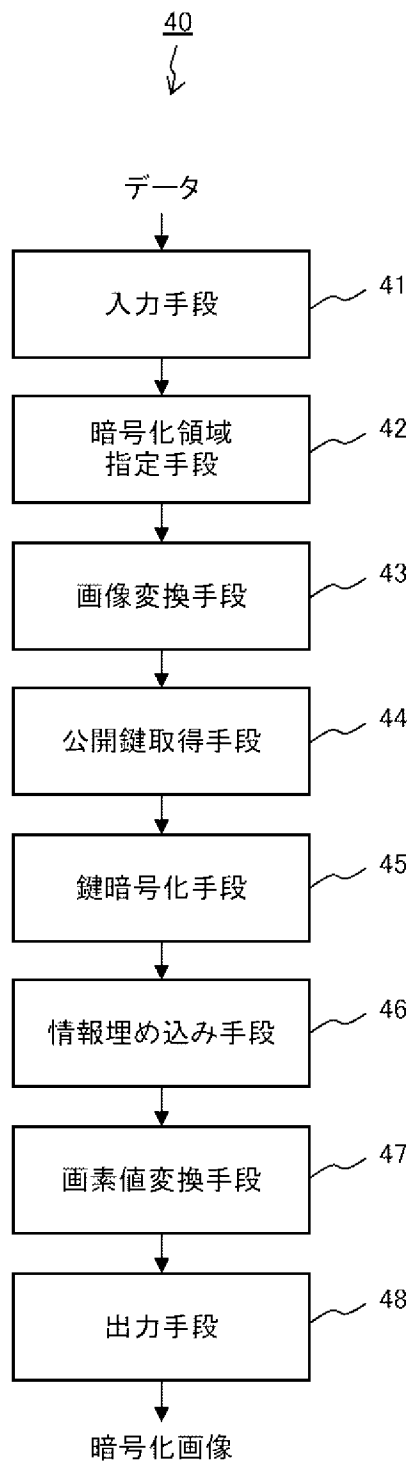 40
データ
入力手段
41
暗号化領域
指定手段
42
画像変換手段
43
公開鍵取得手段
44
鍵暗号化手段
45
情報埋め込み手段
46
画素値変換手段
47
出力手段
48
暗号化画像